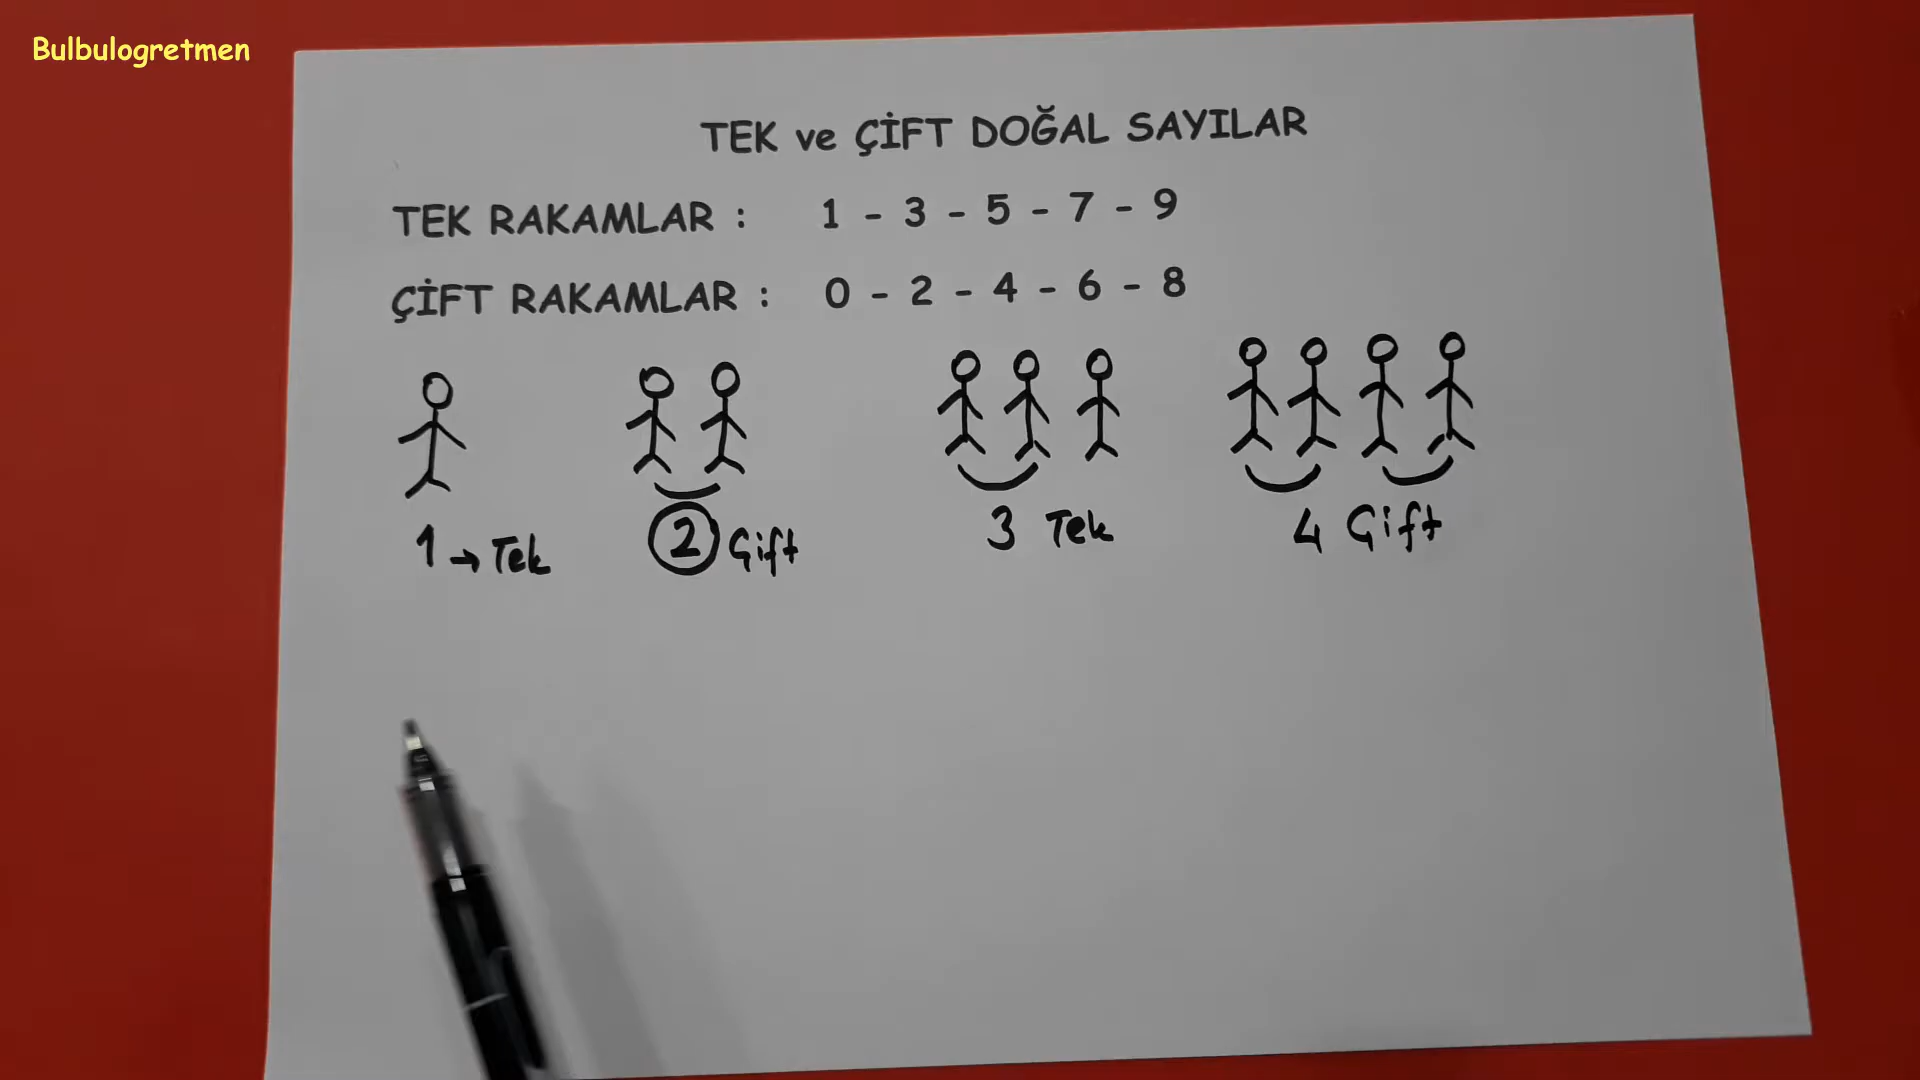 Bulbulogretmen
TEK ve ÇİFT DOĞAL SAYILAR
TEK RAKAMLAR : 1 - 3 - 5 - 7 - 9
ÇİFT RAKAMLAR : 0 - 2 - 4 - 6 - 8
1 → Tek 2 Çift 3 Tek 4 Çift